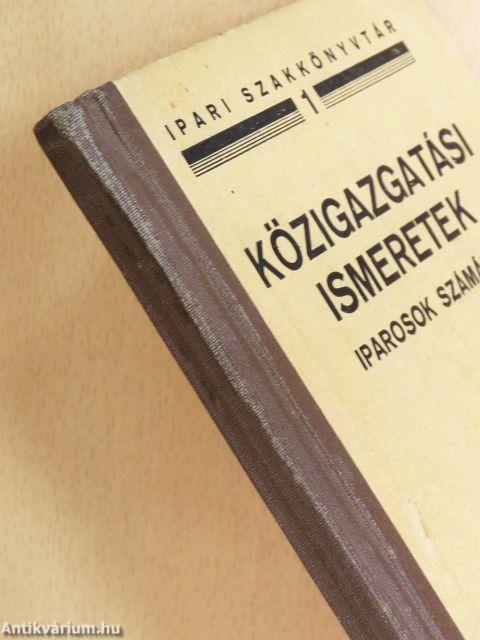 IPARI SZAKKÖNYVTÁR
1
KÖZIGAZGATÁSI
ISMERETEK
IPAROSOK SZÁMÁ
Antikvárium.hu